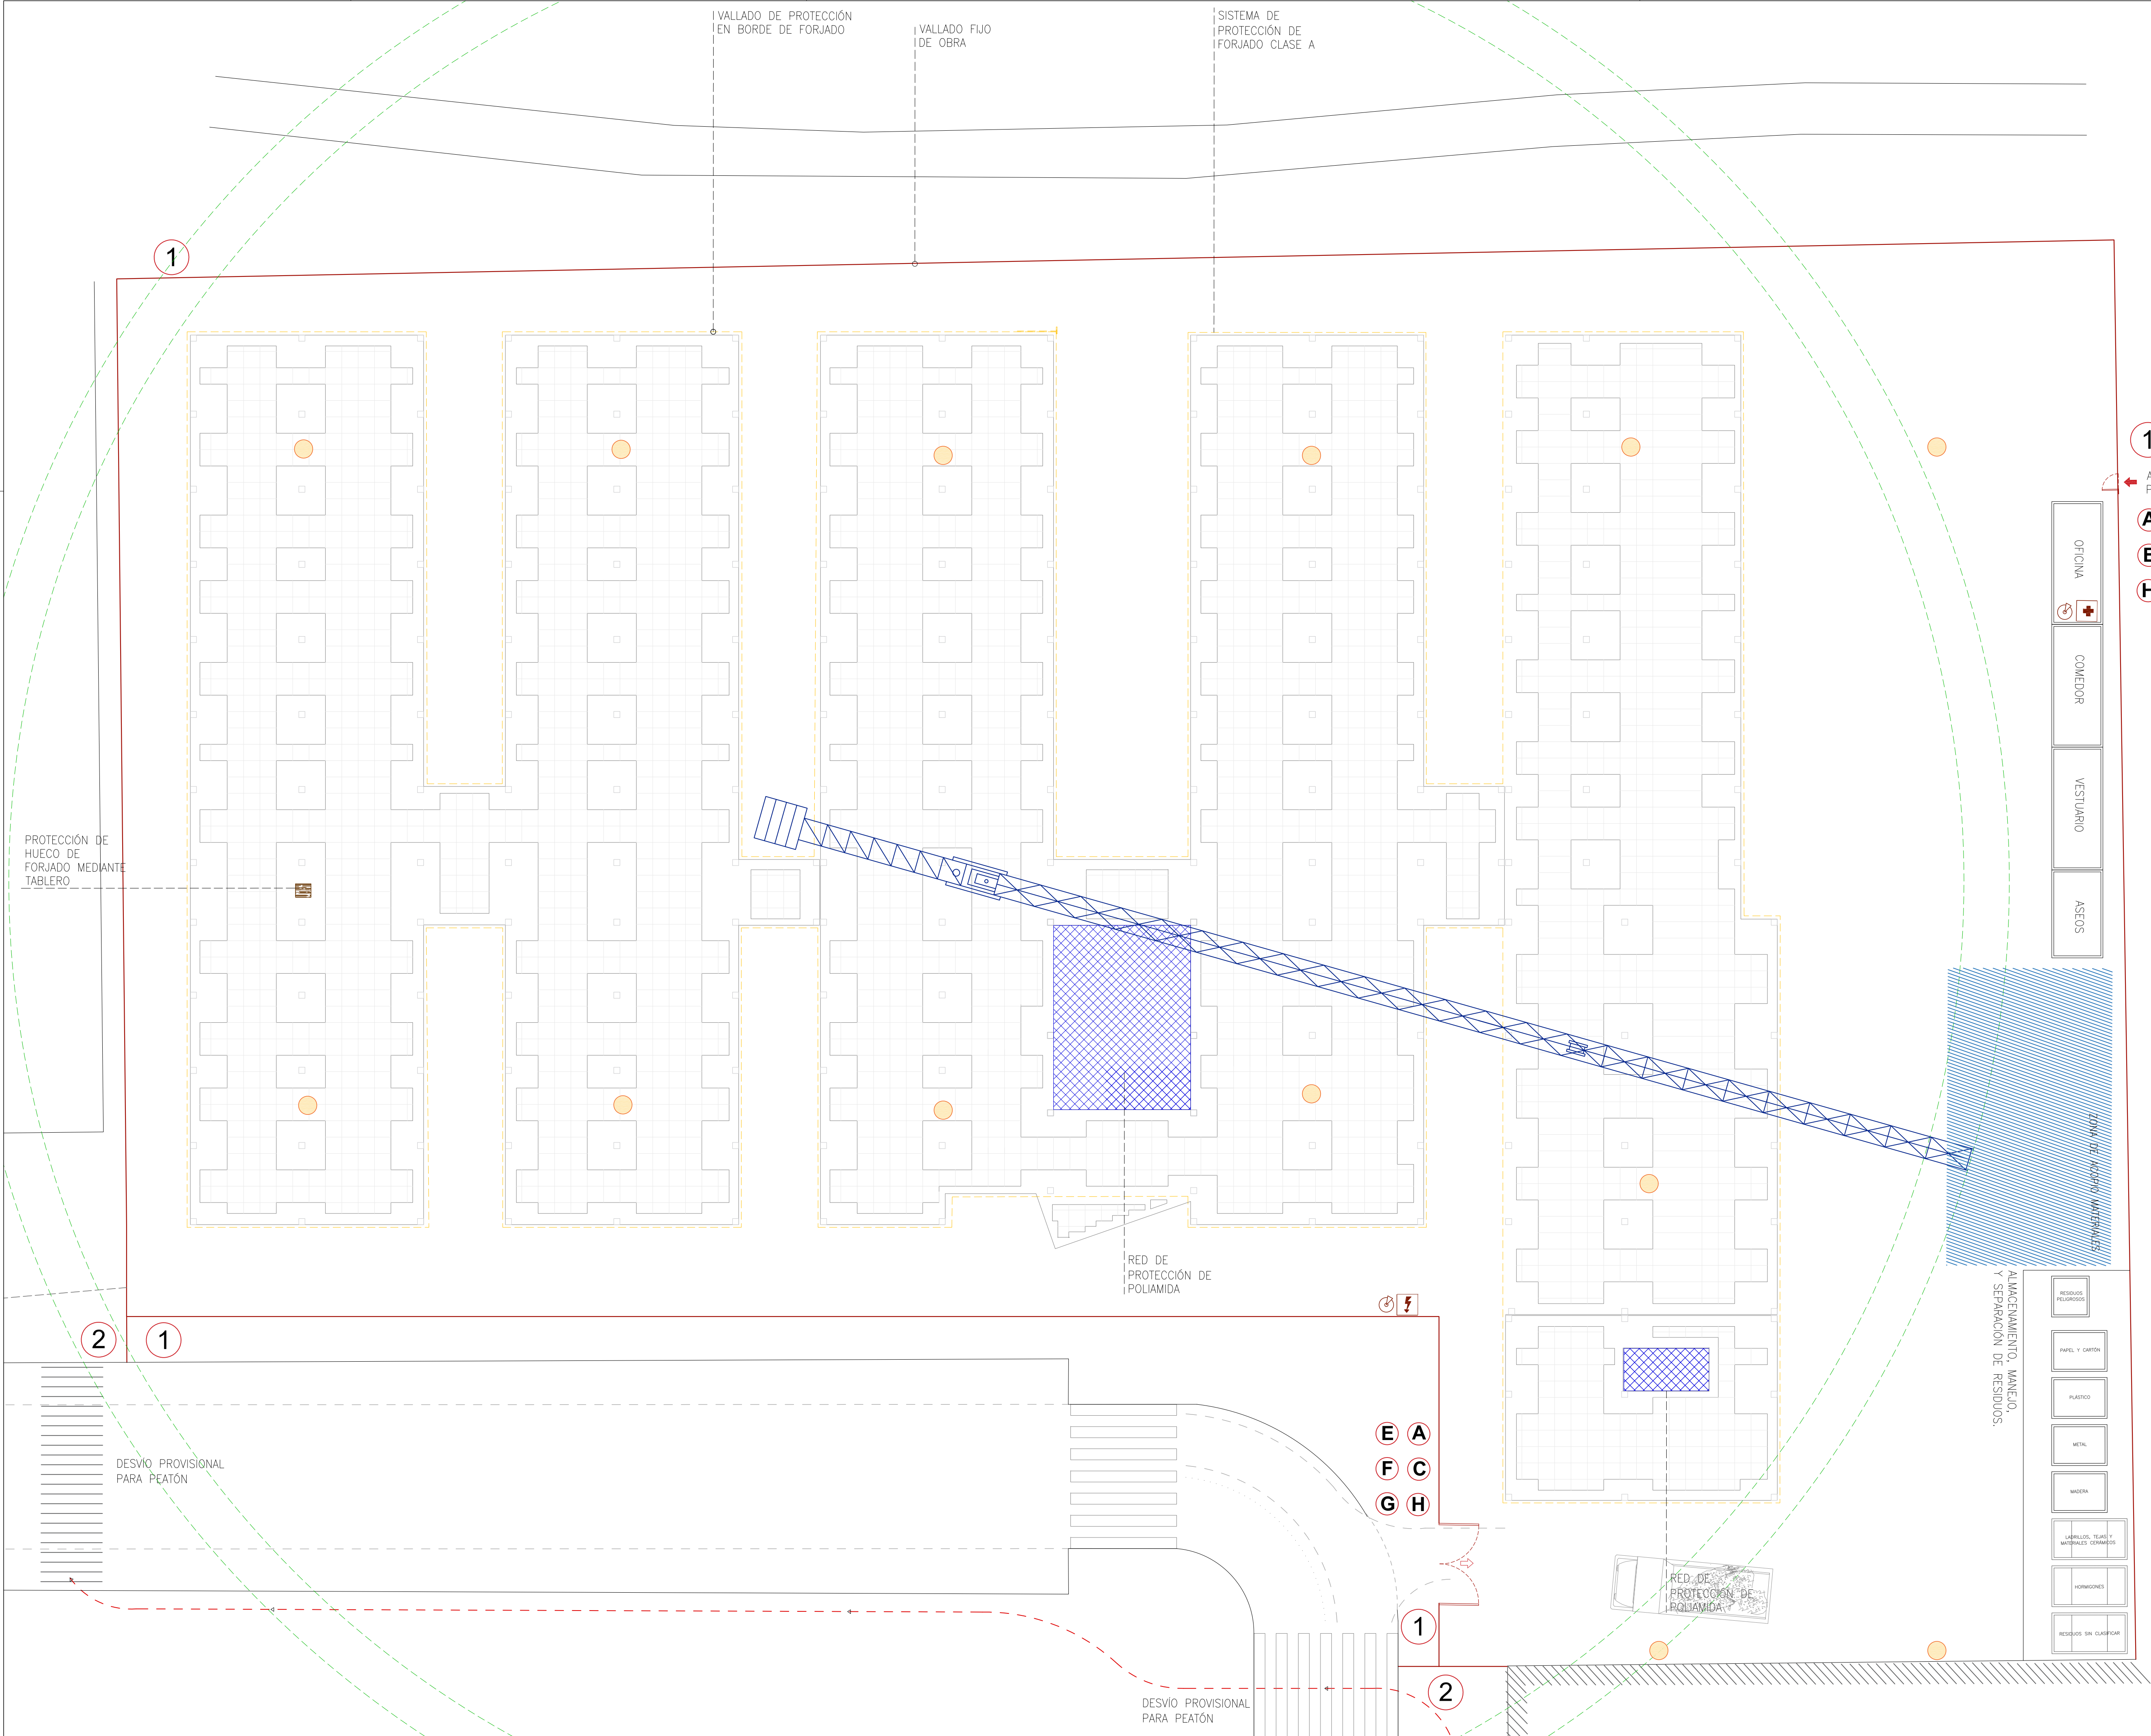 VALLADO DE PROTECCIÓN
EN BORDE DE FORJADO
VALLADO FIJO
DE OBRA
SISTEMA DE
PROTECCIÓN DE
FORJADO CLASE A
1
1
A
E
H
OFICINA
COMEDOR
VESTUARIO
ASEOS
PROTECCIÓN DE
HUECO DE
FORJADO MEDIANTE
TABLERO
ZONA DE ACOPIO MATERIALES
RED DE
PROTECCIÓN DE
POLIAMIDA
ALMACENAMIENTO, MANEJO,
Y SEPARACIÓN DE RESIDUOS.
RESIDUOS
PELIGROSOS
PAPEL Y CARTÓN
PLÁSTICO
METAL
MADERA
LADRILLOS, TEJAS, Y
MATERIALES CERÁMICOS
HORMIGONES
RESIDUOS SIN CLASIFICAR
2 1
E A
F C
G H
DESVÍO PROVISIONAL
PARA PEATÓN
RED DE
PROTECCIÓN DE
POLIAMIDA
1
2
DESVÍO PROVISIONAL
PARA PEATÓN